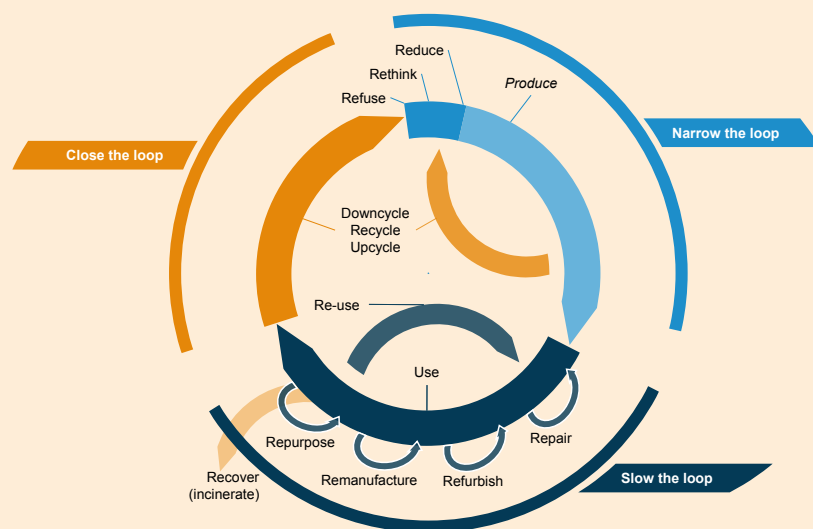 Reduce
Rethink
Refuse
Produce
Close the loop
Narrow the loop
Downcycle
Recycle
Upcycle
Re-use
Use
Repurpose
Remanufacture
Refurbish
Repair
Recover
(incinerate)
Slow the loop